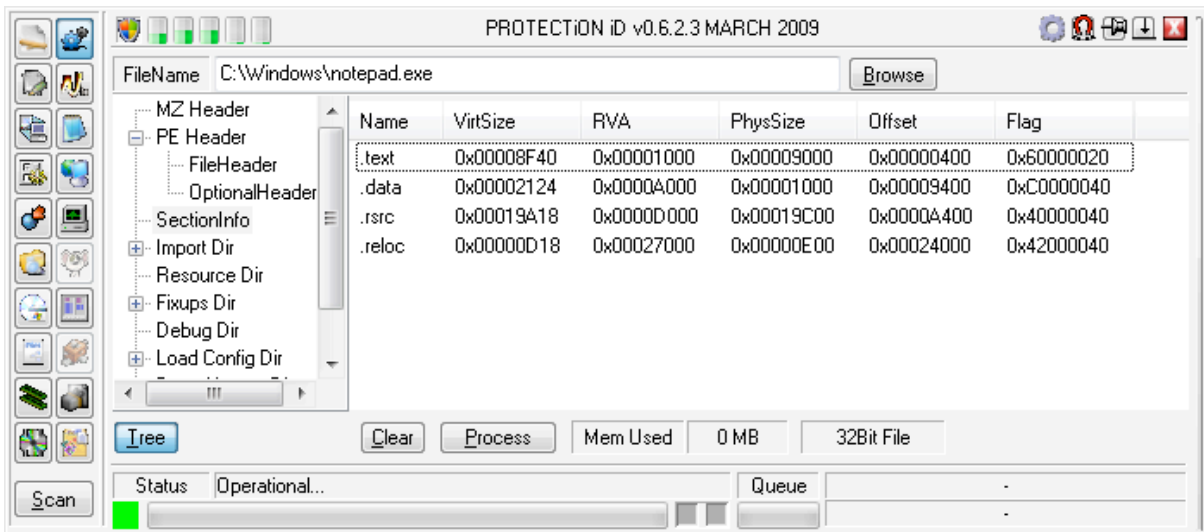 PROTECTiON iD v0.6.2.3 MARCH 2009
FileName C:\Windows\notepad.exe Browse
MZ Header
PE Header
FileHeader
OptionalHeader
SectionInfo
Import Dir
Resource Dir
Fixups Dir
Debug Dir
Load Config Dir
Name VirtSize RVA PhysSize Offset Flag
.text 0x00008F40 0x00001000 0x00009000 0x00000400 0x60000020
.data 0x00002124 0x0000A000 0x00001000 0x00009400 0xC0000040
.rsrc 0x00019A18 0x0000D000 0x00019C00 0x0000A400 0x40000040
.reloc 0x00000D18 0x00027000 0x00000E00 0x00024000 0x42000040
Tree Clear Process Mem Used 0 MB 32Bit File
Status Operational... Queue -
Scan -